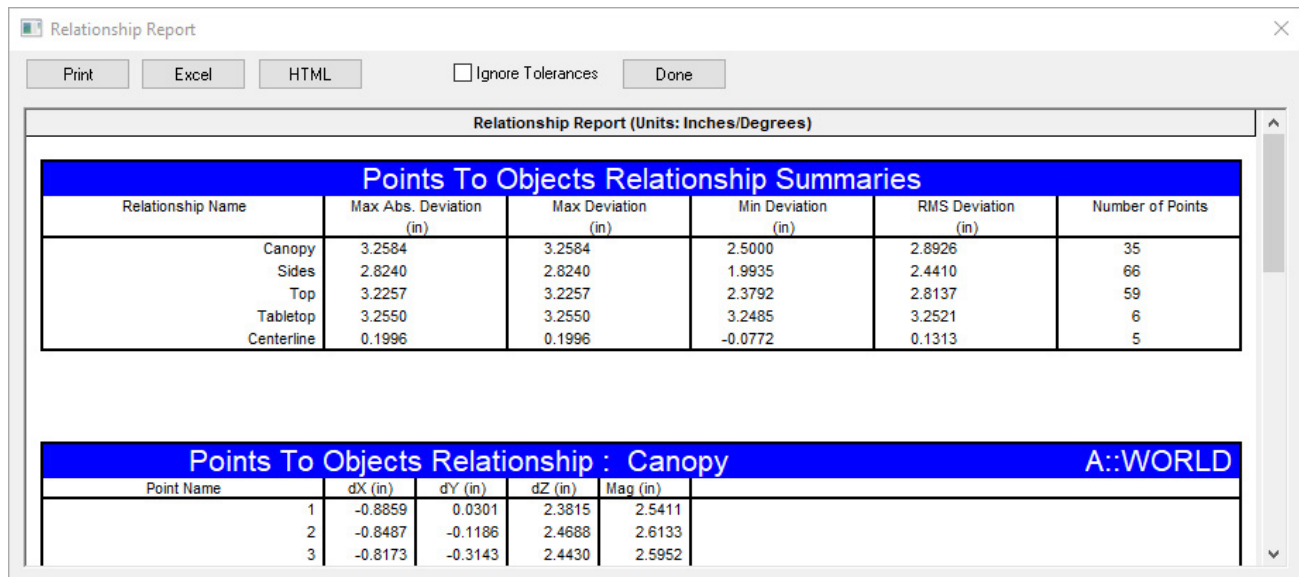 Relationship Report
Print Excel HTML Ignore Tolerances Done
Relationship Report (Units: Inches/Degrees)
Points To Objects Relationship Summaries
Relationship Name Max Abs. Deviation Max Deviation Min Deviation RMS Deviation Number of Points
(in) (in) (in) (in)
Canopy 3.2584 3.2584 2.5000 2.8926 35
Sides 2.8240 2.8240 1.9935 2.4410 66
Top 3.2257 3.2257 2.3792 2.8137 59
Tabletop 3.2550 3.2550 3.2485 3.2521 6
Centerline 0.1996 0.1996 -0.0772 0.1313 5
Points To Objects Relationship : Canopy A::WORLD
Point Name dX (in) dY (in) dZ (in) Mag (in)
1 -0.8859 0.0301 2.3815 2.5411
2 -0.8487 -0.1186 2.4688 2.6133
3 -0.8173 -0.3143 2.4430 2.5952